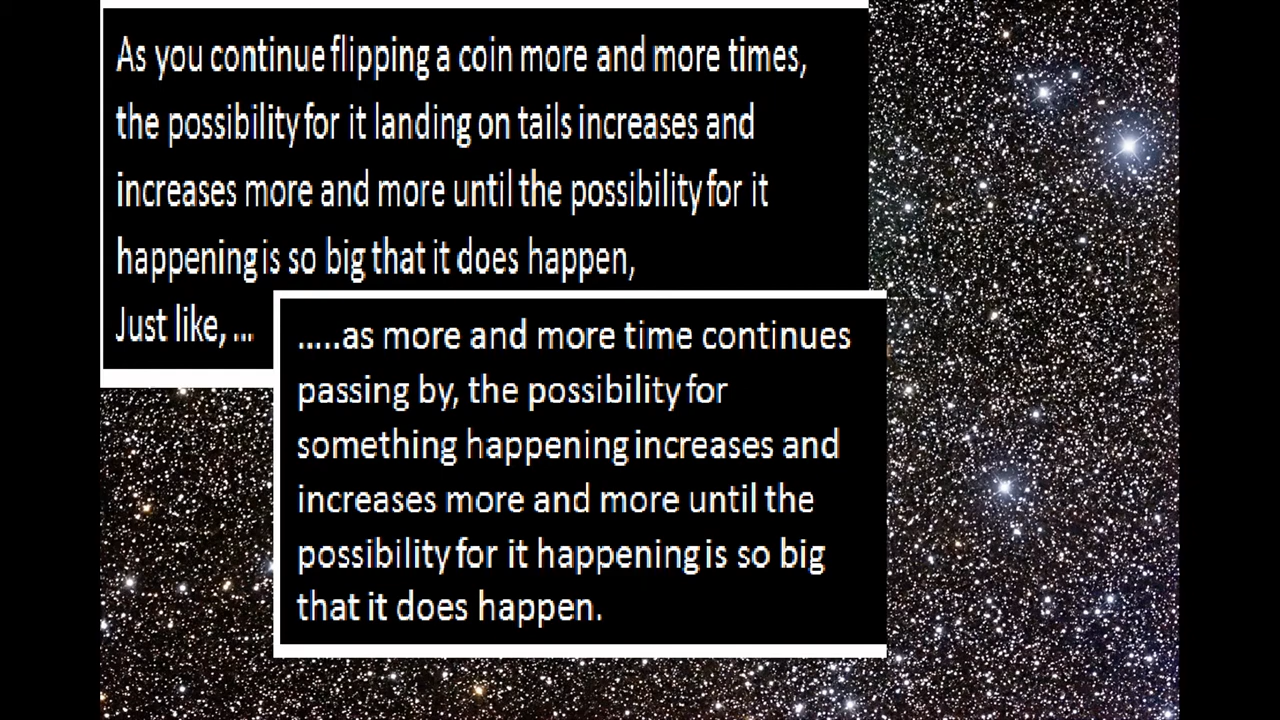 As you continue flipping a coin more and more times,
the possibility for it landing on tails increases and
increases more and more until the possibility for it
happening is so big that it does happen,
Just like, ...
.....as more and more time continues
passing by, the possibility for
something happening increases and
increases more and more until the
possibility for it happening is so big
that it does happen.